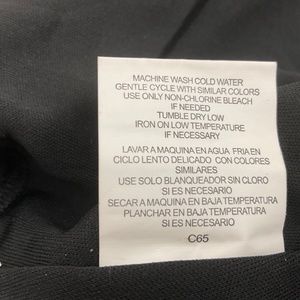 MACHINE WASH COLD WATER
GENTLE CYCLE WITH SIMILAR COLORS
USE ONLY NON-CHLORINE BLEACH
IF NEEDED
TUMBLE DRY LOW
IRON ON LOW TEMPERATURE
IF NECESSARY
LAVAR A MAQUINA EN AGUA FRIA EN
CICLO LENTO DELICADO CON COLORES
SIMILARES
USE SOLO BLANQUEADOR SIN CLORO
SI ES NECESARIO
SECAR A MAQUINA EN BAJA TEMPERATURA
PLANCHAR EN BAJA TEMPERATURA
SI ES NECESARIO
C65